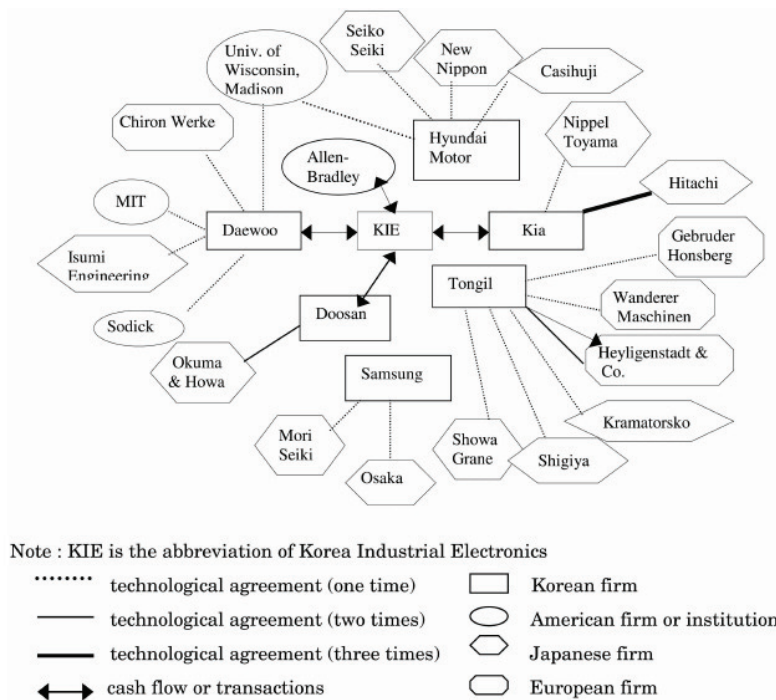 Seiko
Seiki
New
Nippon
Univ. of
Wisconsin,
Madison
Casihuji
Chiron Werke
Hyundai
Motor
Nippel
Toyama
Allen-
Bradley
MIT
Hitachi
Daewoo
KIE
Kia
Isumi
Engineering
Gebruder
Honsberg
Tongil
Wanderer
Maschinen
Sodick
Doosan
Heyligenstadt &
Co.
Okuma
& Howa
Samsung
Kramatorsko
Mori
Seiki
Showa
Grane
Shigiya
Osaka
Note : KIE is the abbreviation of Korea Industrial Electronics
technological agreement (one time)
Korean firm
technological agreement (two times)
American firm or institution
technological agreement (three times)
Japanese firm
cash flow or transactions
European firm